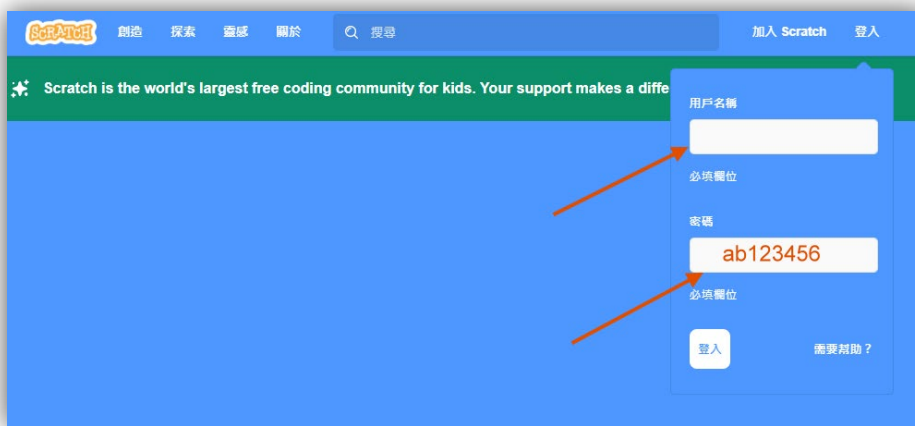 SCRATCH 創造 探索 靈感 關於 搜尋 加入 Scratch 登入
Scratch is the world's largest free coding community for kids. Your support makes a diffe
用戶名稱
必填欄位
密碼
ab123456
必填欄位
登入 需要幫助？